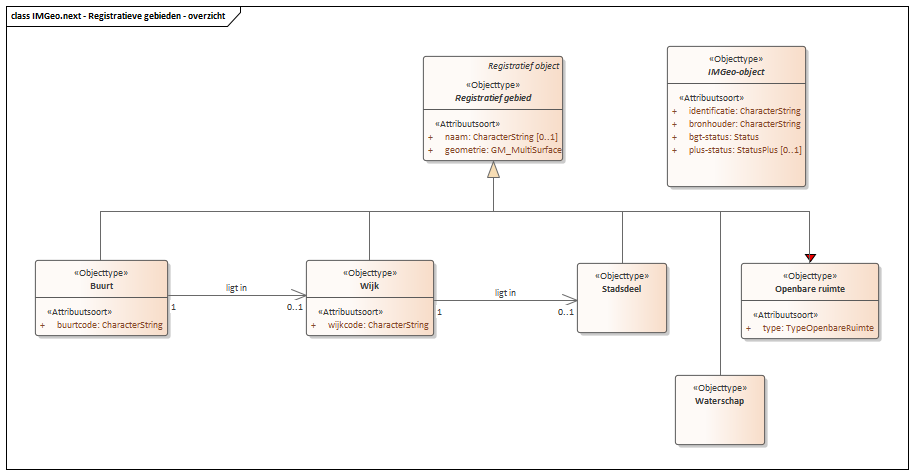 class IMGeo.next - Registratieve gebieden - overzicht
Registratief object
«Objecttype»
Registratief gebied
«Attribuutsoort»
+ naam: CharacterString [0..1]
+ geometrie: GM_MultiSurface
«Objecttype»
IMGeo-object
«Attribuutsoort»
+ identificatie: CharacterString
+ bronhouder: CharacterString
+ bgt-status: Status
+ plus-status: StatusPlus [0..1]
«Objecttype»
Buurt
«Attribuutsoort»
+ buurtcode: CharacterString
ligt in
1
0..1
«Objecttype»
Wijk
«Attribuutsoort»
+ wijkcode: CharacterString
ligt in
1
0..1
«Objecttype»
Stadsdeel
«Objecttype»
Openbare ruimte
«Attribuutsoort»
+ type: TypeOpenbareRuimte
«Objecttype»
Waterschap